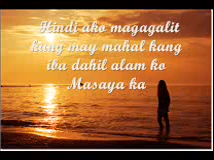 Hindi ako magagalit
kung may mahal kang
iba dahil alam ko
Masaya ka